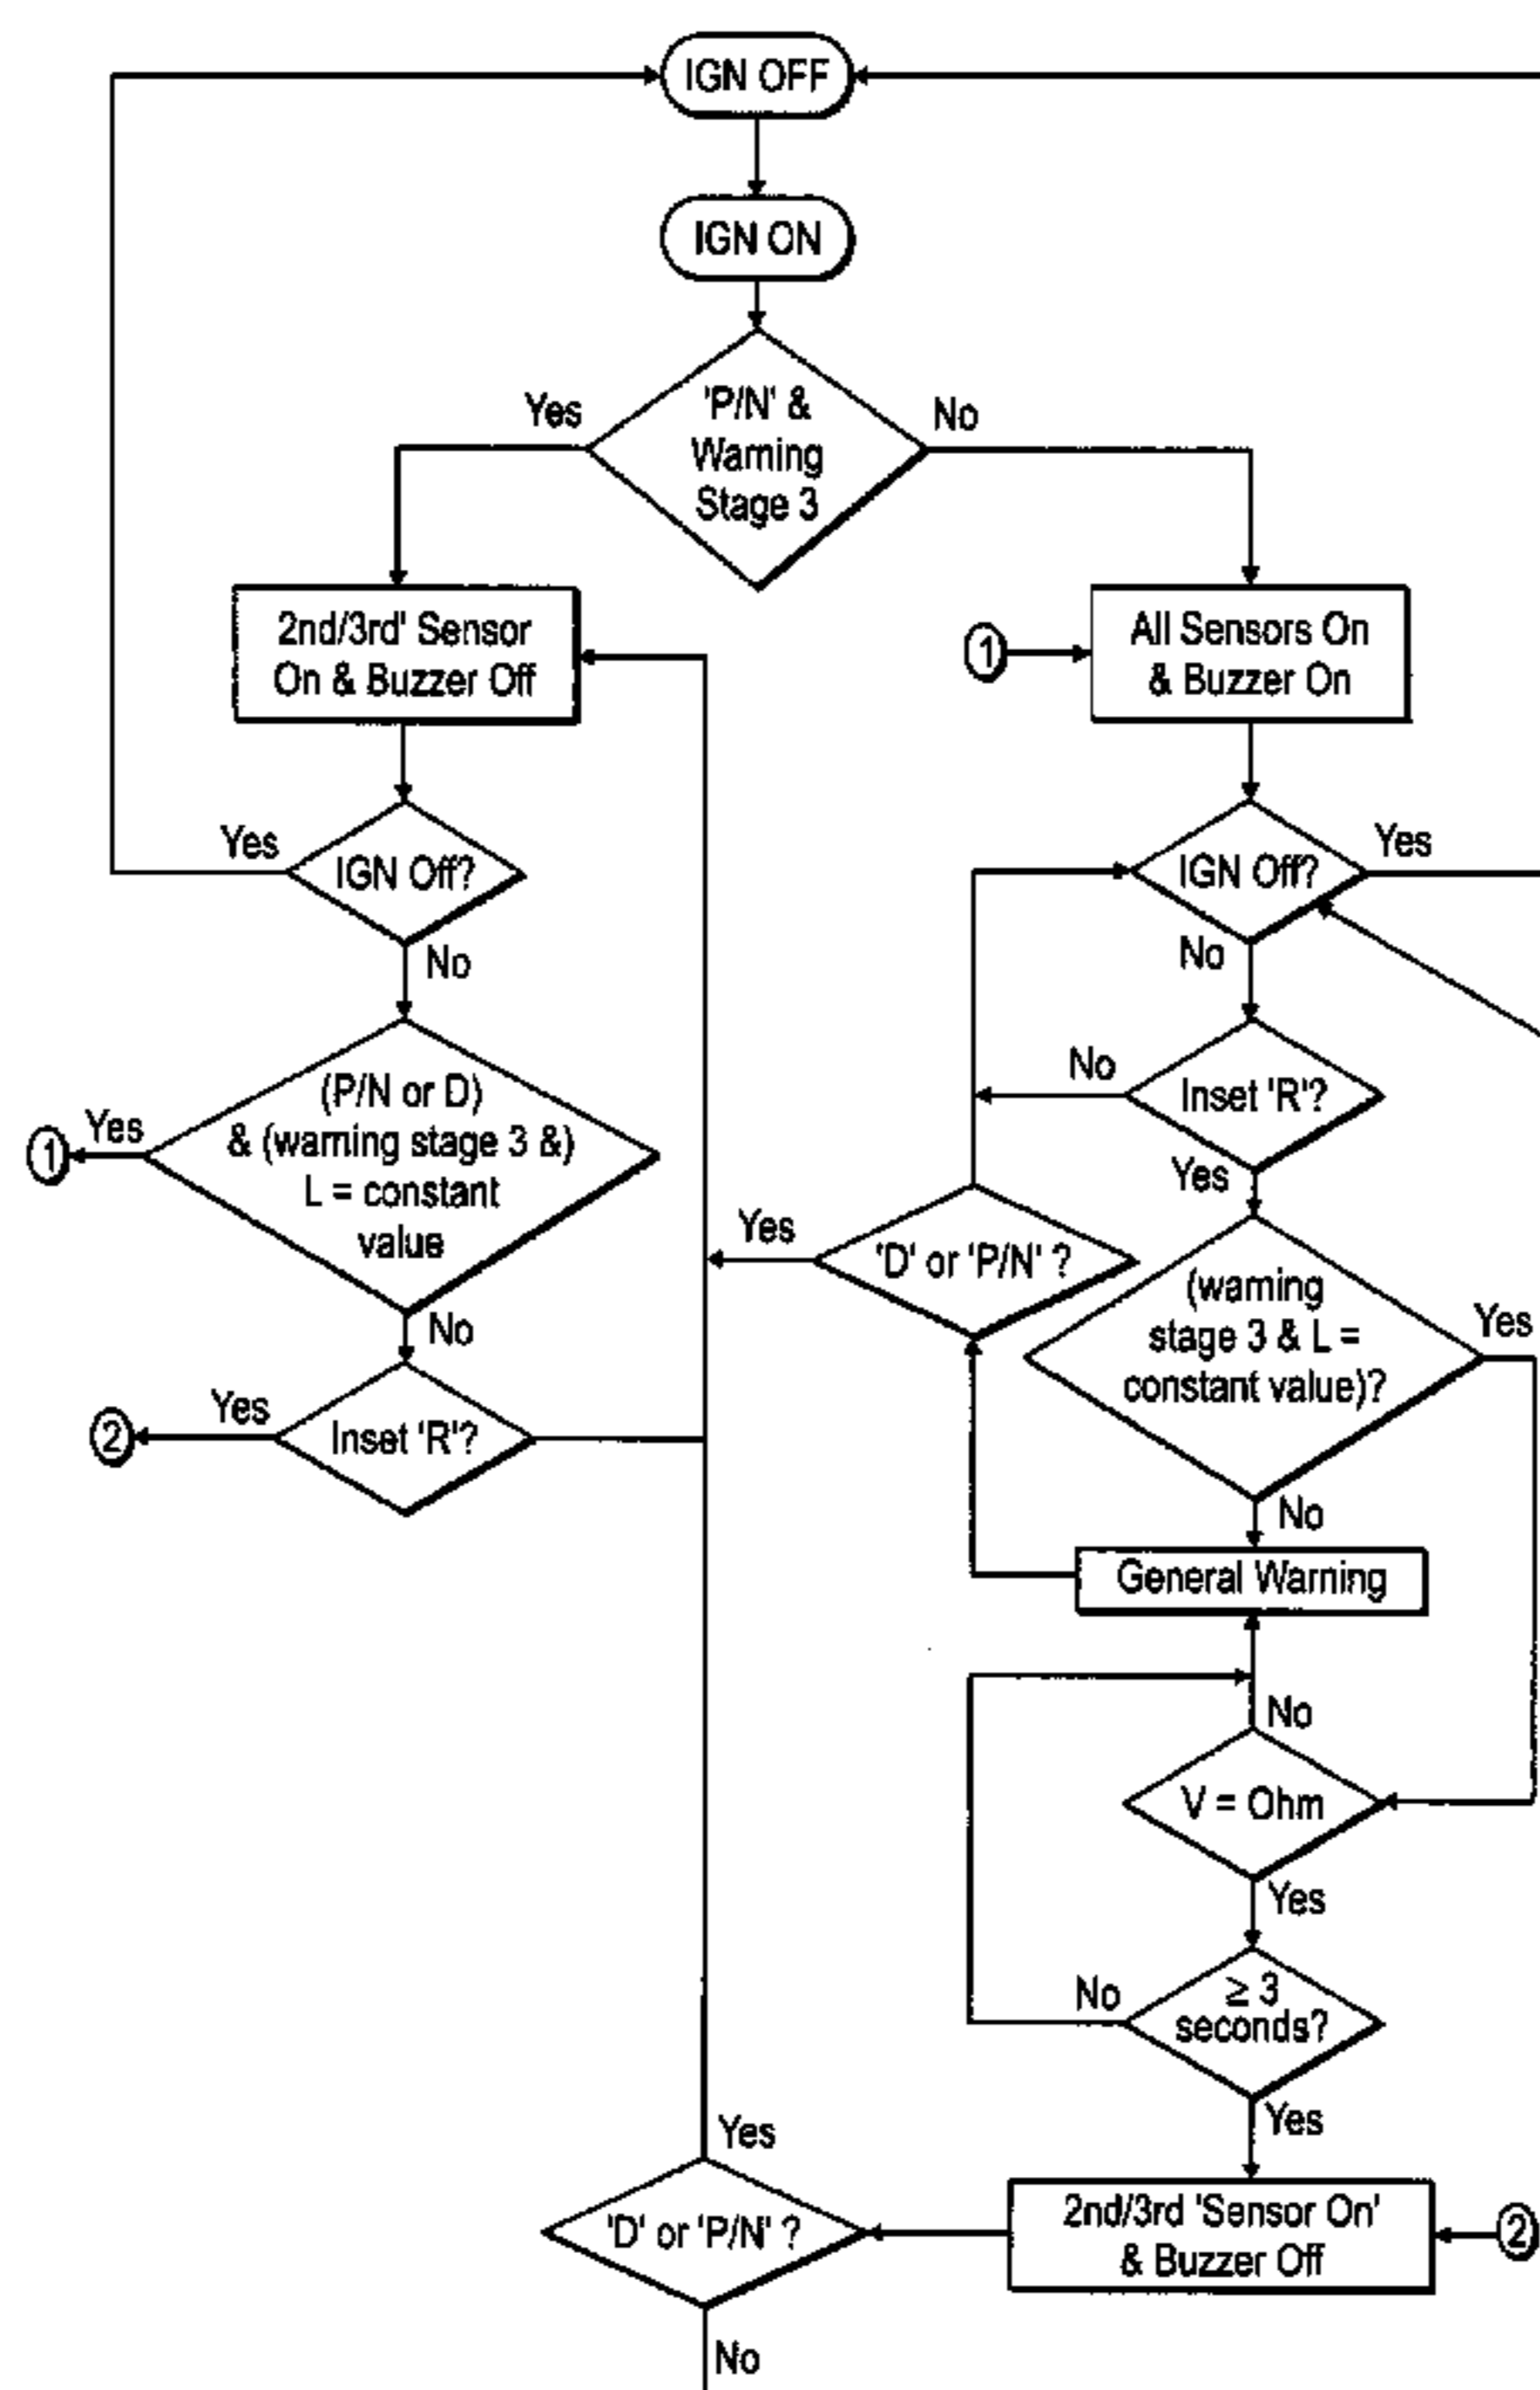 IGN OFF
IGN ON
'P/N' &
Warning
Stage 3
Yes
No
2nd/3rd' Sensor
On & Buzzer Off
1
All Sensors On
& Buzzer On
Yes
IGN Off?
No
IGN Off?
Yes
No
(P/N or D)
& (warning stage 3 &)
L = constant
value
Yes
1
No
Inset 'R'?
Yes
2
Inset 'R'?
No
Yes
'D' or 'P/N' ?
Yes
(warning
stage 3 & L =
constant value)?
Yes
No
General Warning
No
V = Ohm
Yes
≥ 3
seconds?
No
Yes
2nd/3rd 'Sensor On'
& Buzzer Off
2
Yes
'D' or 'P/N' ?
No